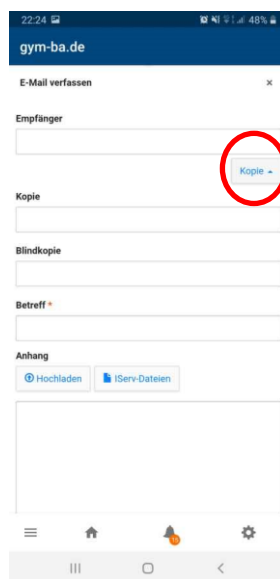 22:24 48%
gym-ba.de
E-Mail verfassen ×
Empfänger
Kopie
Kopie
Blindkopie
Betreff *
Anhang
Hochladen IServ-Dateien